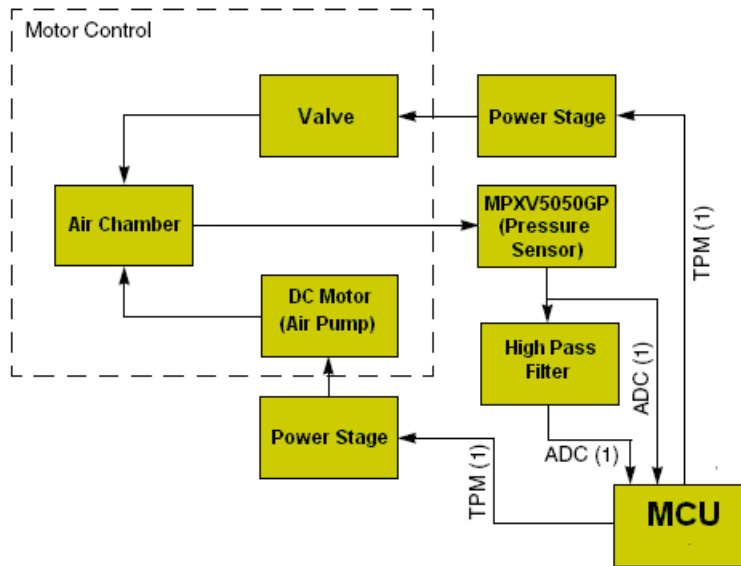 Motor Control
Valve
Power Stage
Air Chamber
MPXV5050GP
(Pressure
Sensor)
TPM (1)
DC Motor
(Air Pump)
High Pass
Filter
ADC (1)
Power Stage
ADC (1)
TPM (1)
MCU